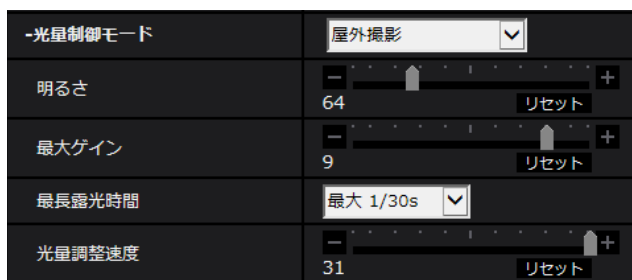 -光量制御モード 屋外撮影
明るさ
64 リセット
最大ゲイン
9 リセット
最長露光時間 最大 1/30s
光量調整速度
31 リセット